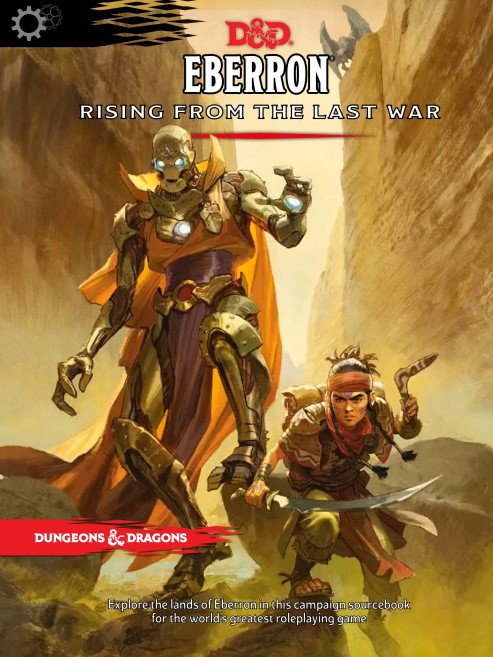 D&D
EBERRON
RISING FROM THE LAST WAR
DUNGEONS & DRAGONS
Explore the lands of Eberron in this campaign sourcebook
for the world's greatest roleplaying game